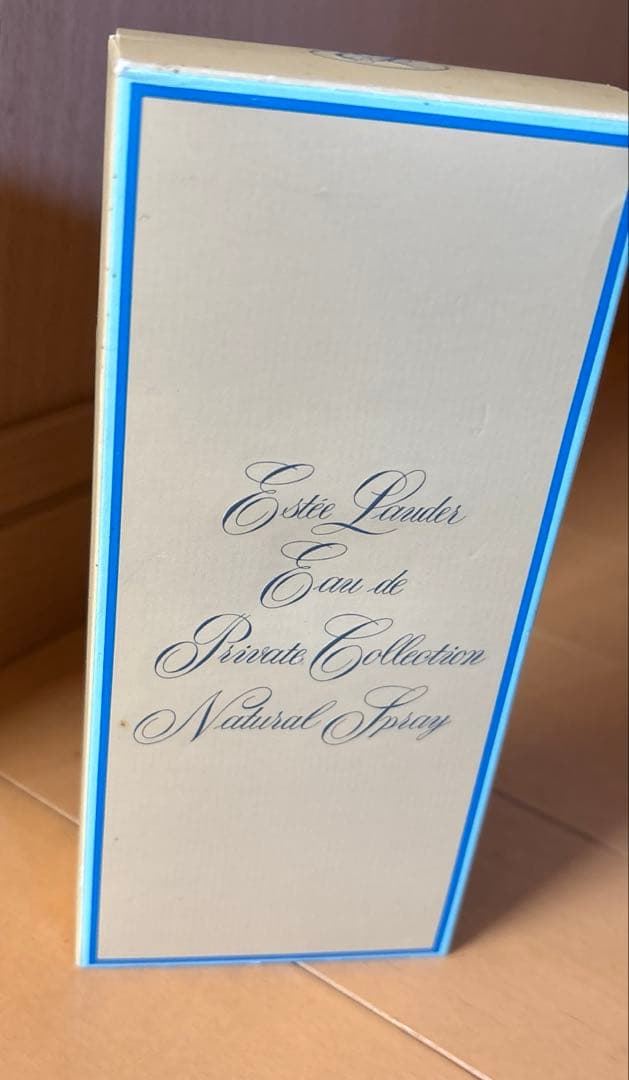 Estée Lauder
Eau de
Private Collection
Natural Spray